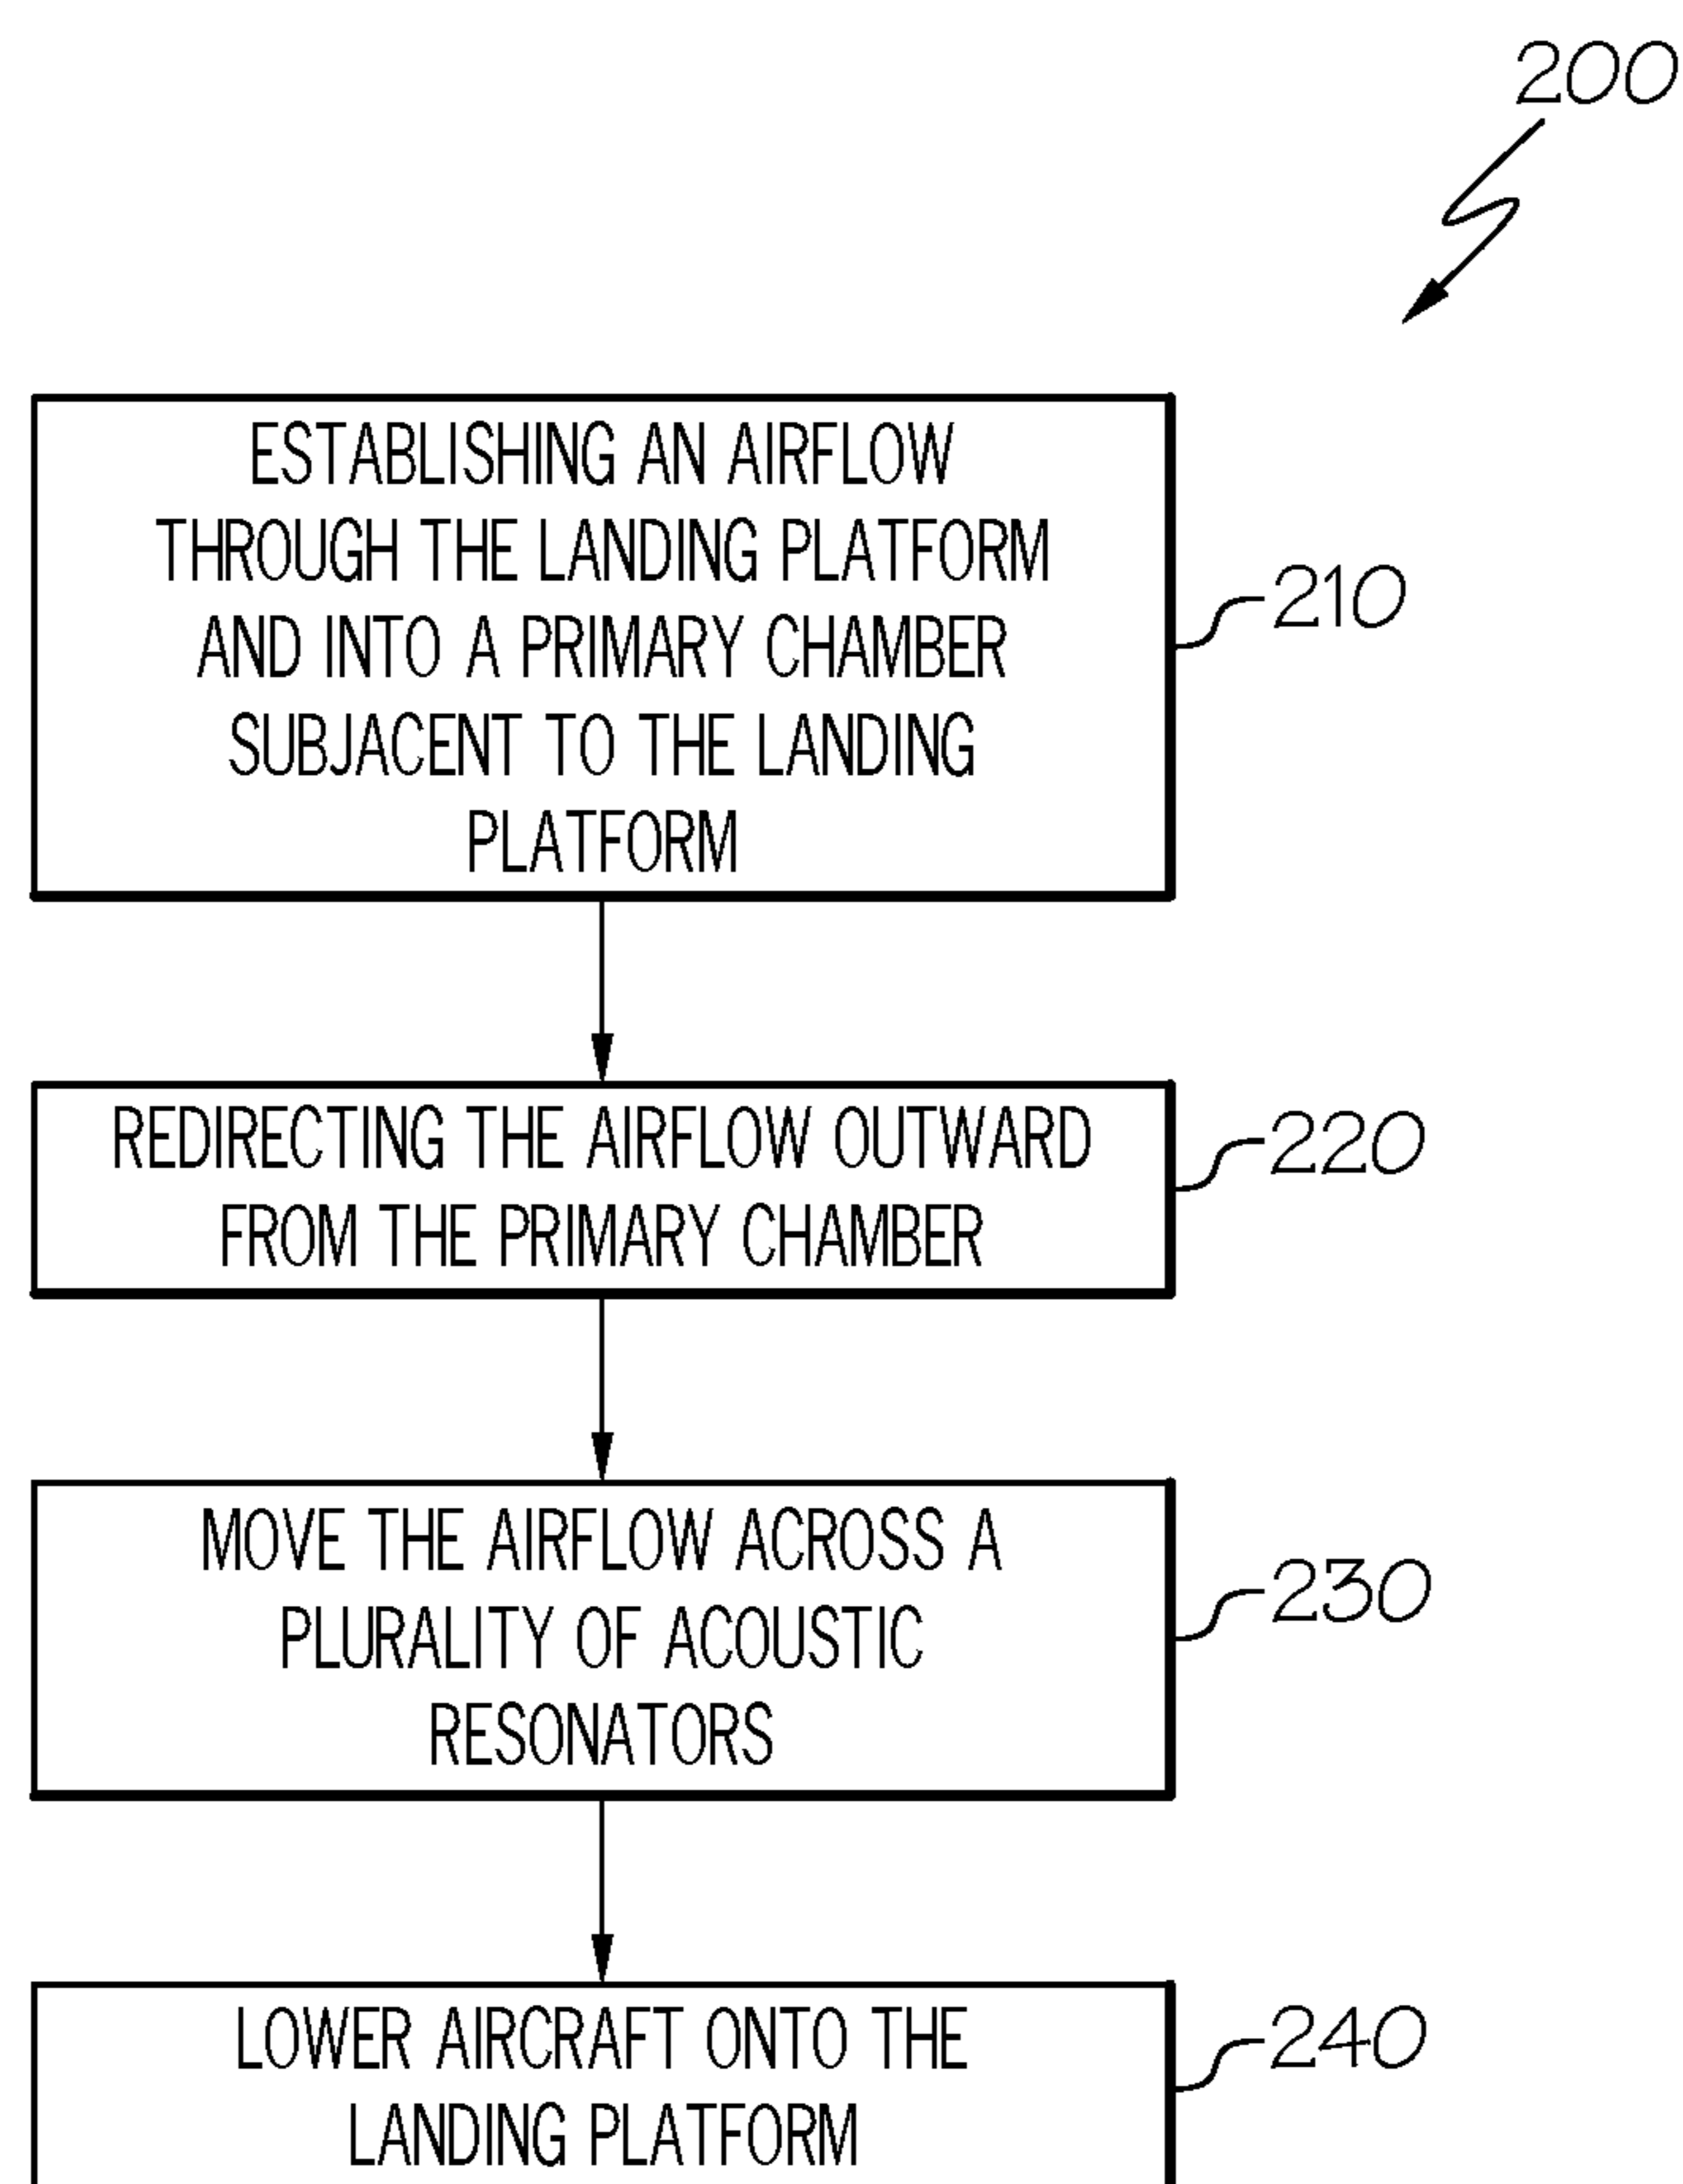 200
ESTABLISHING AN AIRFLOW
THROUGH THE LANDING PLATFORM
AND INTO A PRIMARY CHAMBER
SUBJACENT TO THE LANDING
PLATFORM
210
REDIRECTING THE AIRFLOW OUTWARD
FROM THE PRIMARY CHAMBER
220
MOVE THE AIRFLOW ACROSS A
PLURALITY OF ACOUSTIC
RESONATORS
230
LOWER AIRCRAFT ONTO THE
LANDING PLATFORM
240